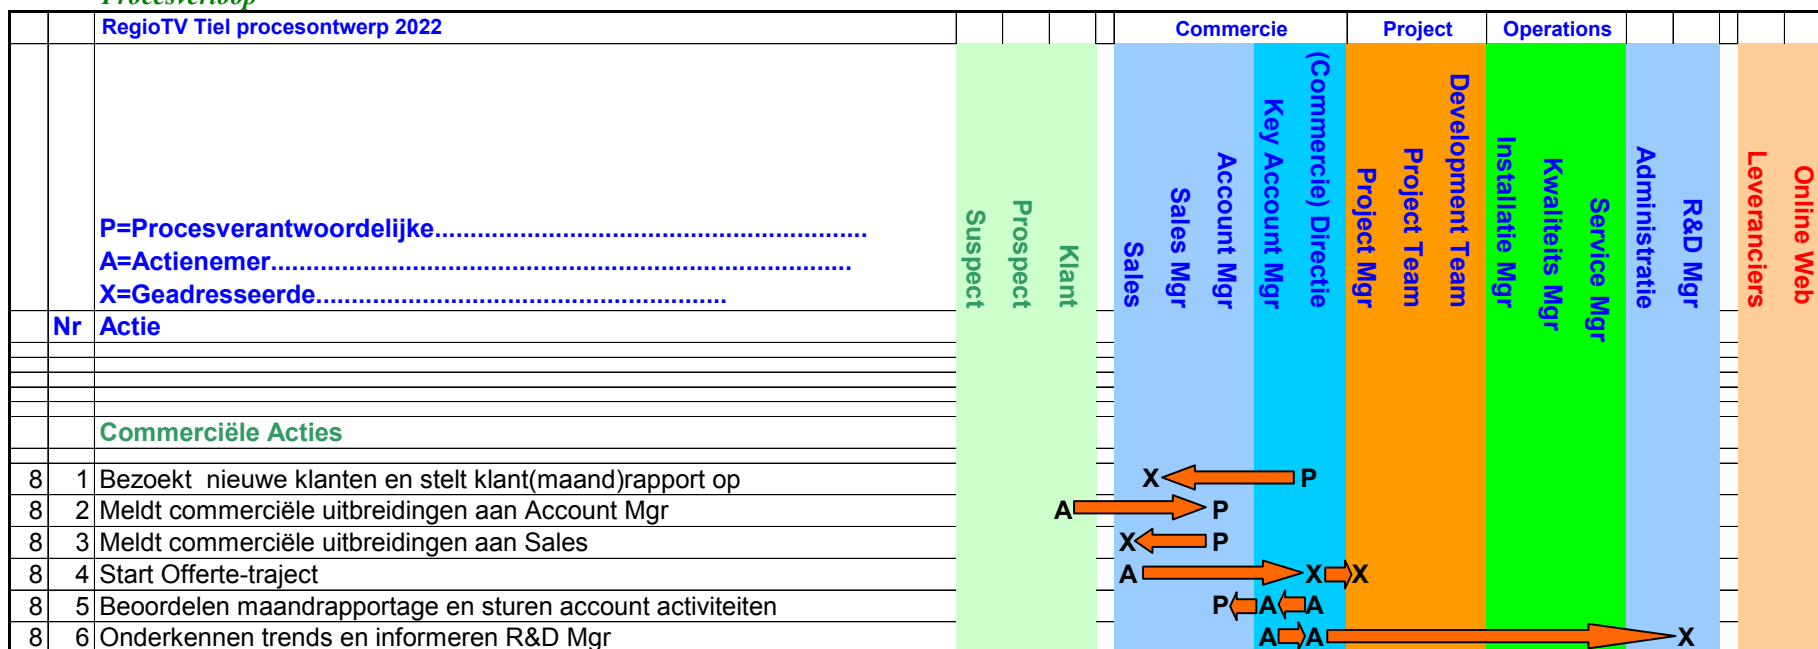 Procesverloop
RegioTV Tiel procesontwerp 2022
Commercie
Project
Operations
P=Procesverantwoordelijke.............................................................
A=Actienemer..................................................................................
X=Geadresseerde..........................................................
Suspect
Prospect
Klant
Sales
Sales Mgr
Account Mgr
Key Account Mgr
(Commercie) Directie
Project Mgr
Project Team
Development Team
Installatie Mgr
Kwaliteits Mgr
Service Mgr
Administratie
R&D Mgr
Leveranciers
Online Web
Nr Actie
Commerciële Acties
8 1 Bezoekt nieuwe klanten en stelt klant(maand)rapport op X P
8 2 Meldt commerciële uitbreidingen aan Account Mgr A P
8 3 Meldt commerciële uitbreidingen aan Sales X P
8 4 Start Offerte-traject A X X
8 5 Beoordelen maandrapportage en sturen account activiteiten P A A
8 6 Onderkennen trends en informeren R&D Mgr A A X